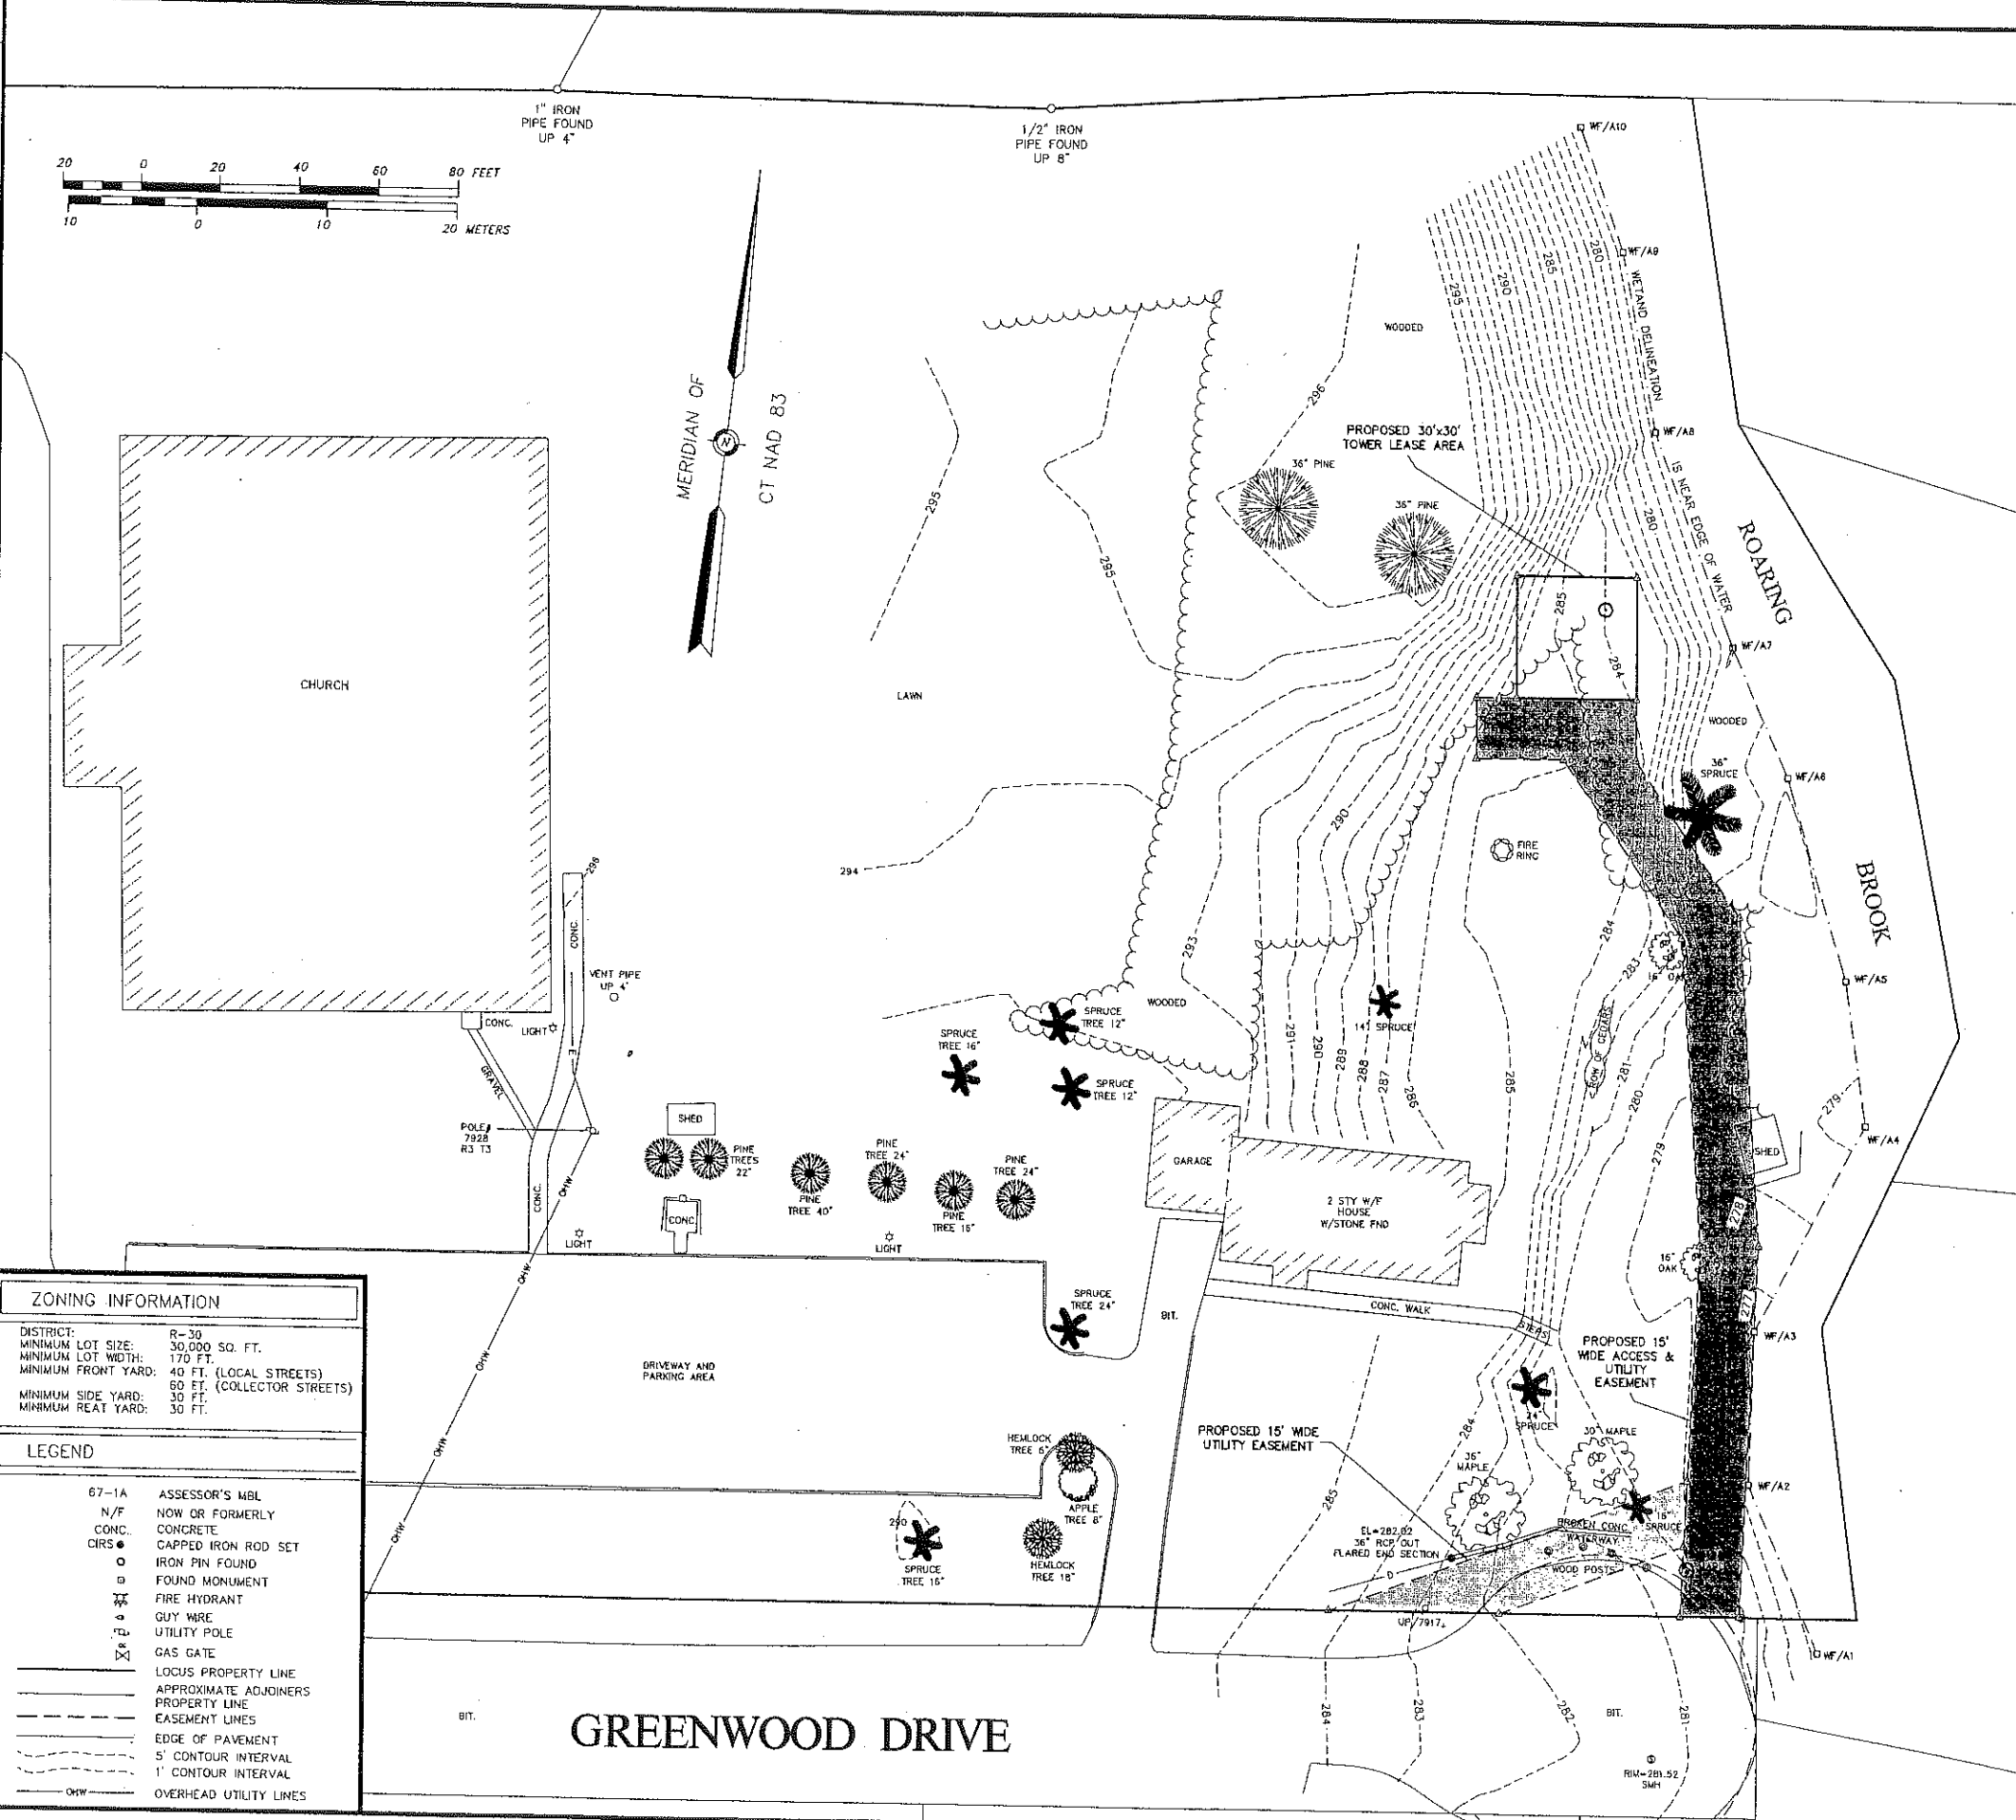 1" IRON
PIPE FOUND
UP 4"
1/2" IRON
PIPE FOUND
UP 8"
WF/A10
20 0 20 40 60 80 FEET
10 0 10 20 METERS
MERIDIAN OF
CT NAD 83
N
WF/A9
WETAND DELINEATION
IS NEAR EDGE OF WATER
295
290
285
280
WOODED
296
PROPOSED 30'x30'
TOWER LEASE AREA
WF/A8
36" PINE
36" PINE
280
295
295
ROARING
BROOK
285
284
WF/A7
CHURCH
LAWN
WOODED
36"
SPRUCE
WF/A6
290
FIRE
RING
294
296
CONC.
293
284
283
16" OAK
WF/A5
VENT PIPE
UP 4'
WOODED
CONC.
LIGHT
SPRUCE
TREE 12"
SPRUCE
TREE 16"
14" SPRUCE
ROW OF CEDARS
GRAVEL
E
291
290
289
288
287
286
285
281
280
279
SPRUCE
TREE 12"
279
WF/A4
SHED
POLE#
7928
R3 T3
PINE
TREES
22"
PINE
TREE 24"
PINE
TREE 24"
GARAGE
SHED
PINE
TREE 40"
PINE
TREE 16"
2 STY W/F
HOUSE
W/STONE FND
CONC.
OHW
CONC.
278
LIGHT
LIGHT
16"
OAK
OHW
SPRUCE
TREE 24"
BIT.
CONC. WALK
STEPS
277
WF/A3
ZONING INFORMATION
DISTRICT: R-30
MINIMUM LOT SIZE: 30,000 SQ. FT.
MINIMUM LOT WIDTH: 170 FT.
MINIMUM FRONT YARD: 40 FT. (LOCAL STREETS)
60 FT. (COLLECTOR STREETS)
MINIMUM SIDE YARD: 30 FT.
MINIMUM REAT YARD: 30 FT.
OHW
DRIVEWAY AND
PARKING AREA
PROPOSED 15'
WIDE ACCESS &
UTILITY
EASEMENT
24"
SPRUCE
284
PROPOSED 15' WIDE
UTILITY EASEMENT
30" MAPLE
36"
MAPLE
HEMLOCK
TREE 6"
OHW
285
WF/A2
APPLE
TREE 8"
290
16"
SPRUCE
BROKEN CONC.
WATERWAY
EL=282.02
36" RCP OUT
FLARED END SECTION
OHW
SPRUCE
TREE 16"
HEMLOCK
TREE 18"
D
WOOD POSTS
UP 7917
WF/A1
LEGEND
67-1A ASSESSOR'S MBL
N/F NOW OR FORMERLY
CONC. CONCRETE
CIRS CAPPED IRON ROD SET
IRON PIN FOUND
FOUND MONUMENT
FIRE HYDRANT
GUY WIRE
UTILITY POLE
GAS GATE
LOCUS PROPERTY LINE
APPROXIMATE ADJOINERS
PROPERTY LINE
EASEMENT LINES
EDGE OF PAVEMENT
5' CONTOUR INTERVAL
1' CONTOUR INTERVAL
OHW OVERHEAD UTILITY LINES
BIT.
GREENWOOD DRIVE
284
283
282
BIT.
281
RIM=281.52
SMH